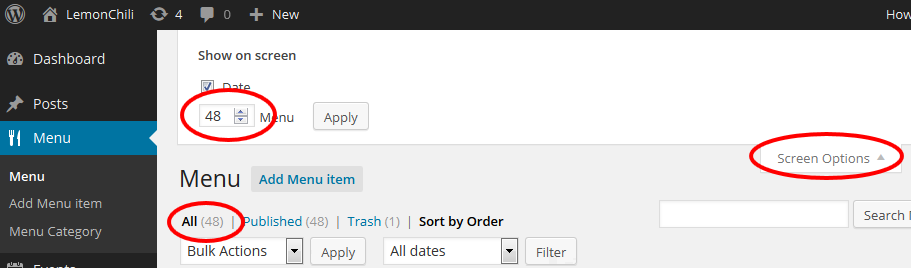 LemonChili 4 0 + New How
Dashboard
Posts
Menu
Menu
Add Menu item
Menu Category
Events
Show on screen
Date
48 Menu Apply
Screen Options
Menu Add Menu item
All (48) | Published (48) | Trash (1) | Sort by Order
Search
Bulk Actions Apply All dates Filter